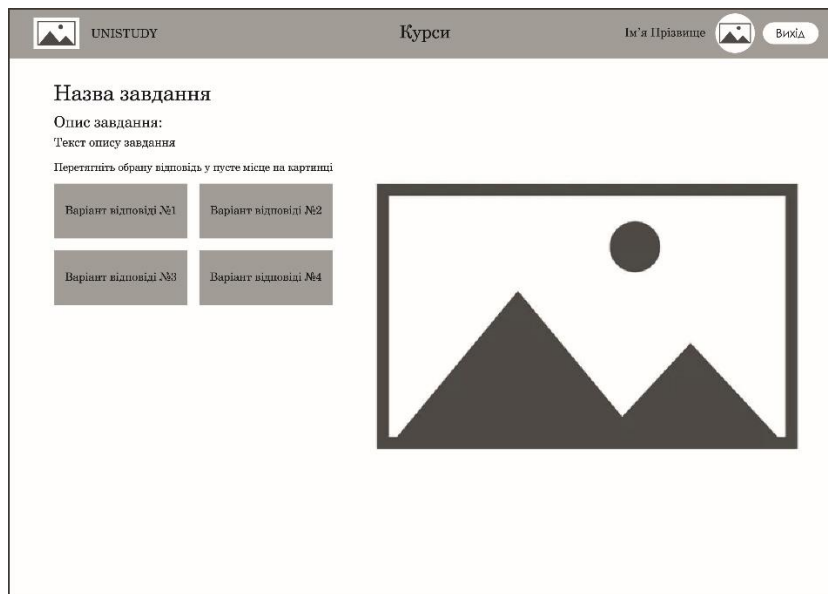 UNISTUDY
Курси
Ім'я Прізвище
Вихід
Назва завдання
Опис завдання:
Текст опису завдання
Перетягніть обрану відповідь у пусте місце на картинці
Варіант відповіді №1
Варіант відповіді №2
Варіант відповіді №3
Варіант відповіді №4